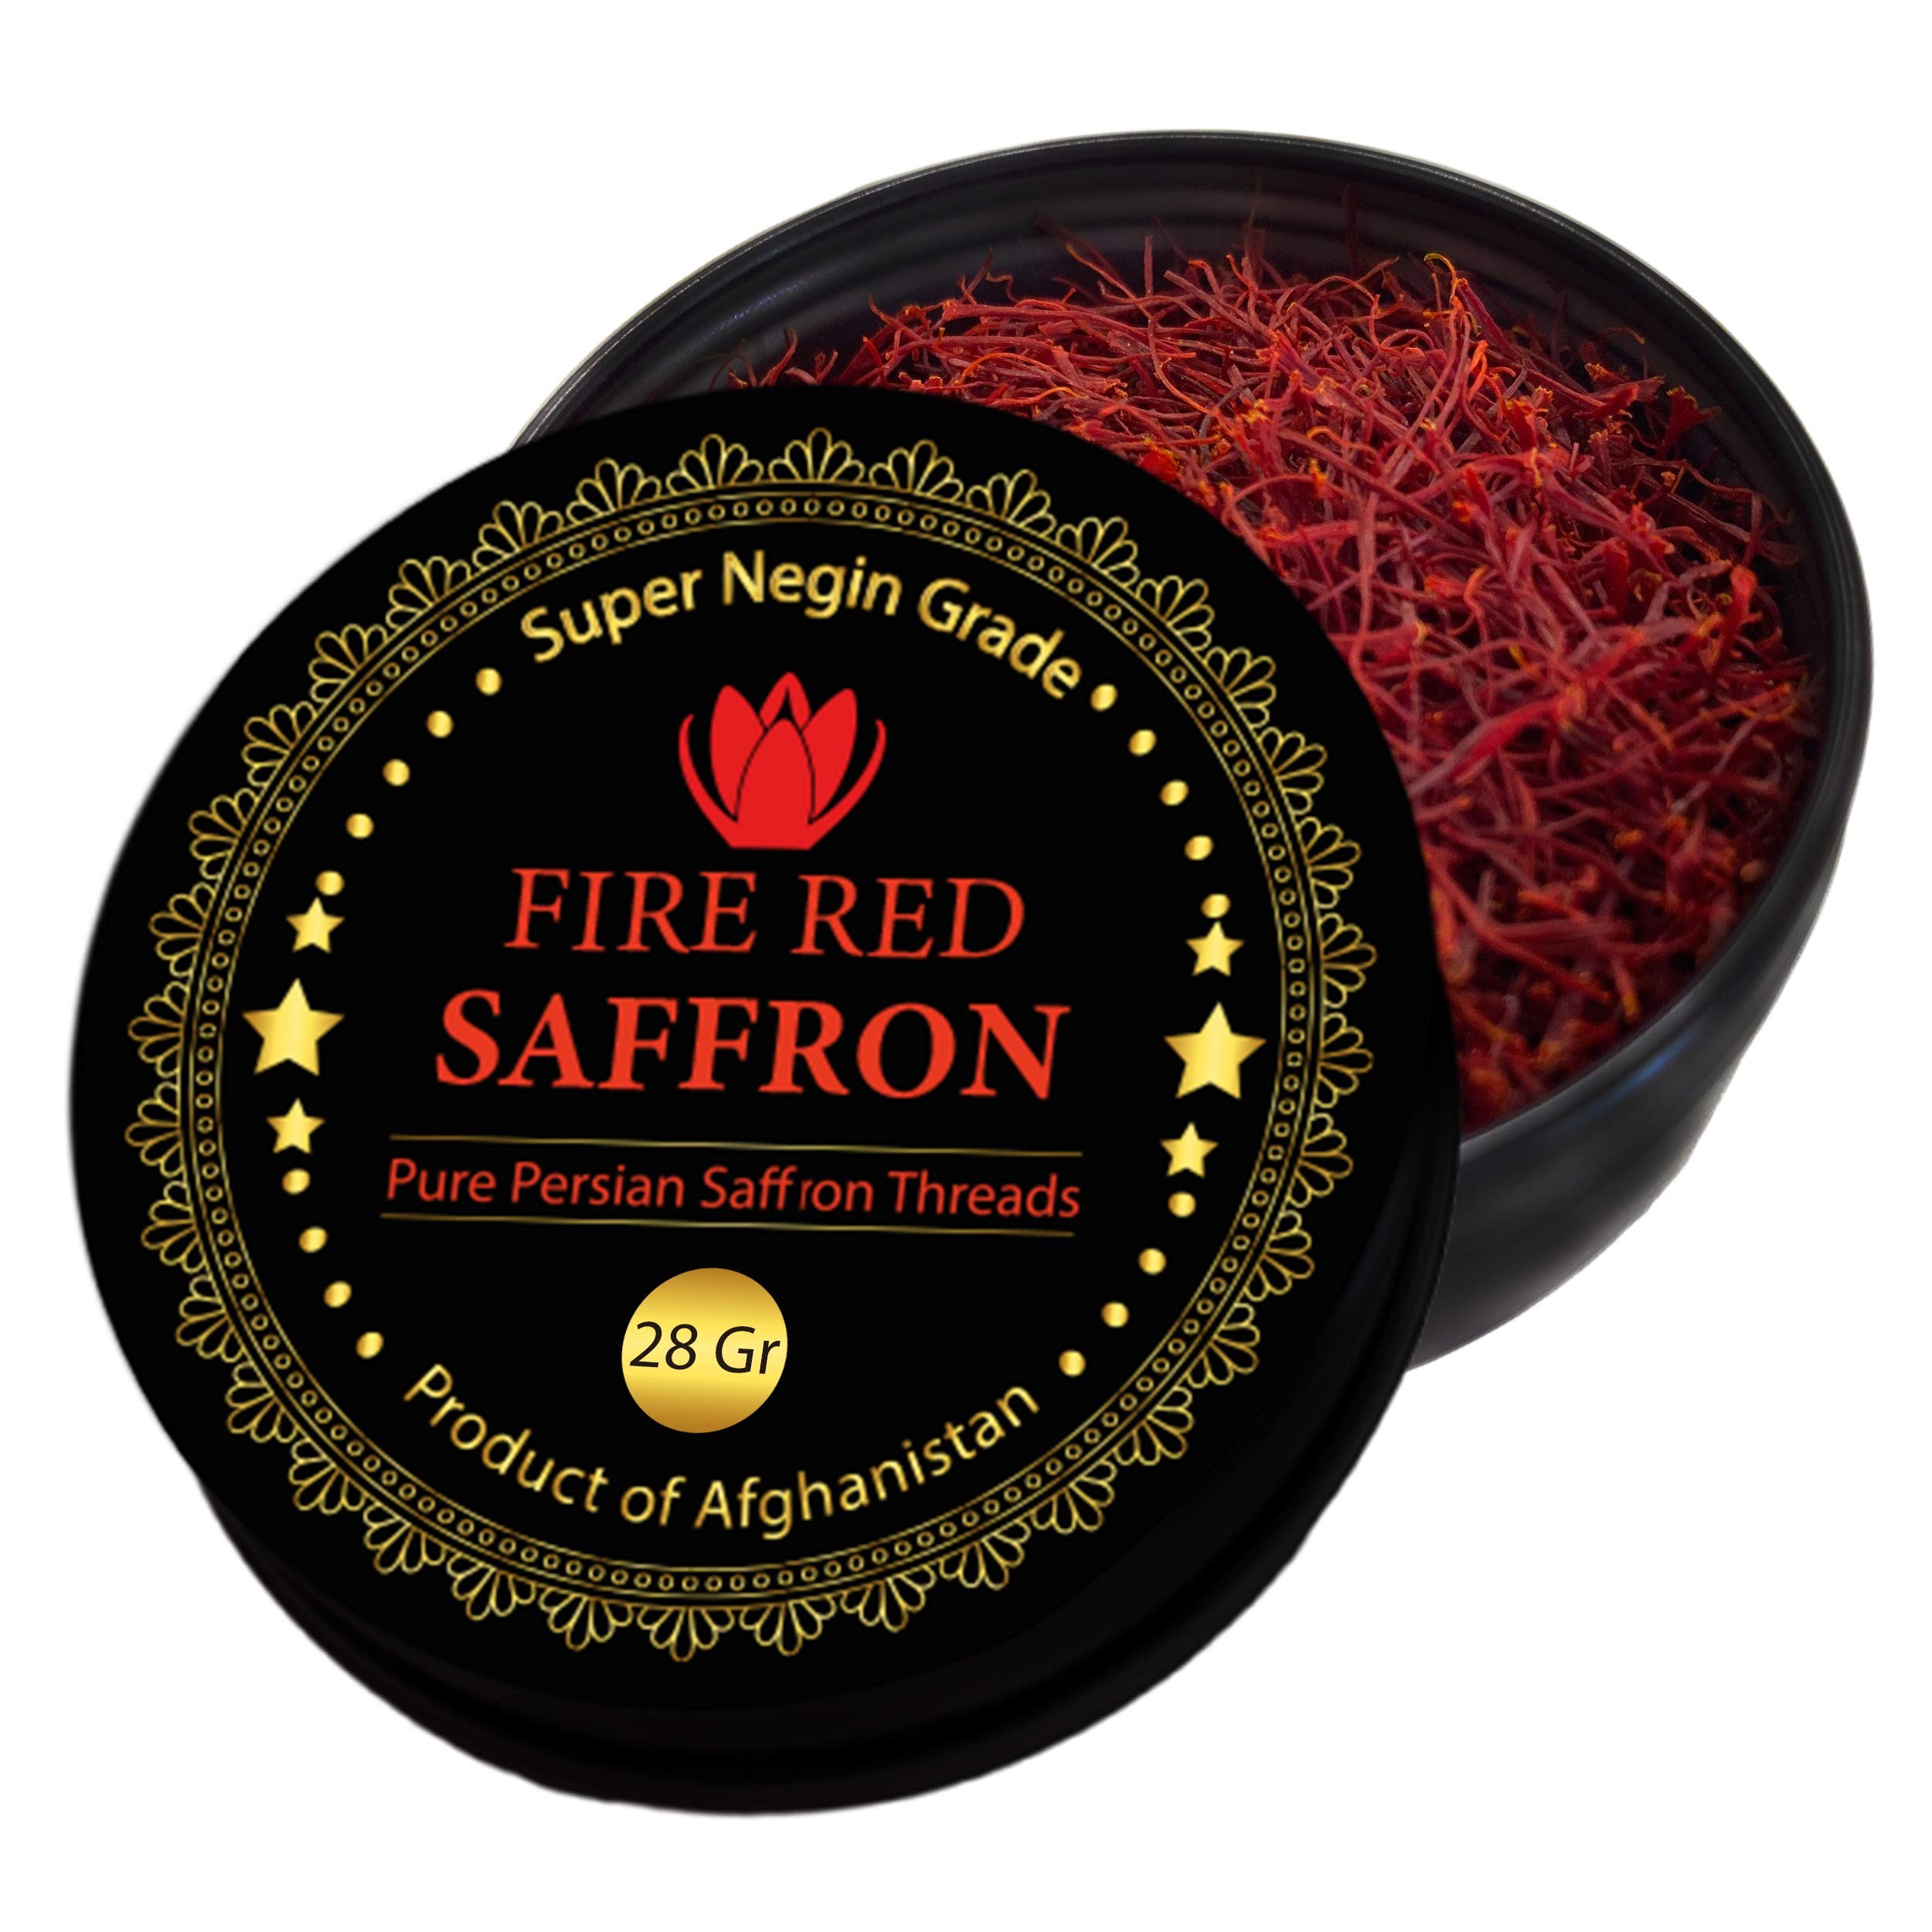 Super Negin Grade
FIRE RED
SAFFRON
Pure Persian Saffron Threads
28 Gr
Product of Afghanistan